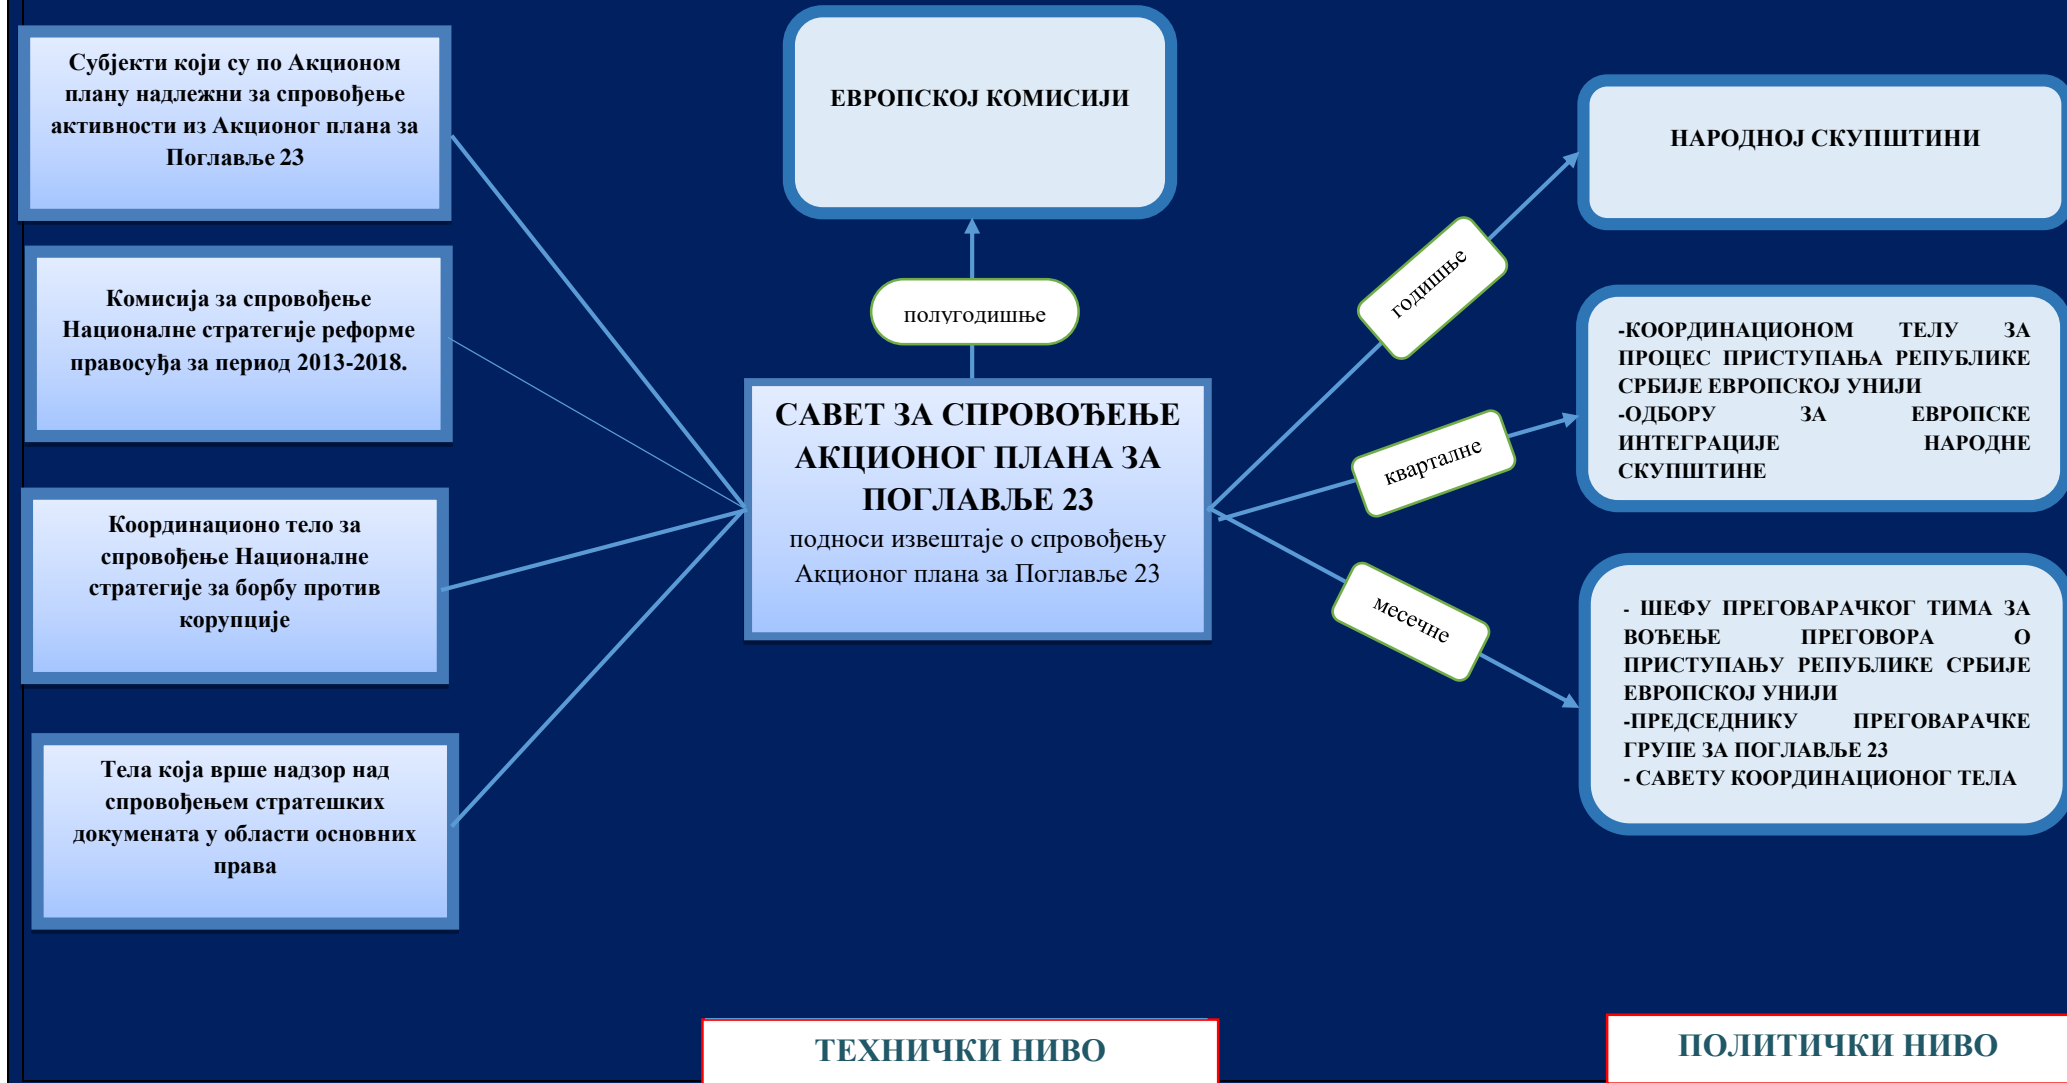 Субјекти који су по Акционом
плану надлежни за спровођење
активности из Акционог плана за
Поглавље 23
Комисија за спровођење
Националне стратегије реформе
правосуђа за период 2013-2018.
Координационо тело за
спровођење Националне
стратегије за борбу против
корупције
Тела која врше надзор над
спровођењем стратешких
докумената у области основних
права
ЕВРОПСКОЈ КОМИСИЈИ
полугодишње
САВЕТ ЗА СПРОВОЂЕЊЕ
АКЦИОНОГ ПЛАНА ЗА
ПОГЛАВЉЕ 23
подноси извештаје о спровођењу
Акционог плана за Поглавље 23
годишње
квартално
месечне
НАРОДНОЈ СКУПШТИНИ
-КООРДИНАЦИОНОМ ТЕЛУ ЗА
ПРОЦЕС ПРИСТУПАЊА РЕПУБЛИКЕ
СРБИЈЕ ЕВРОПСКОЈ УНИЈИ
-ОДБОРУ ЗА ЕВРОПСКЕ
ИНТЕГРАЦИЈЕ НАРОДНЕ
СКУПШТИНЕ
- ШЕФУ ПРЕГОВАРАЧКОГ ТИМА ЗА
ВОЂЕЊЕ ПРЕГОВОРА О
ПРИСТУПАЊУ РЕПУБЛИКЕ СРБИЈЕ
ЕВРОПСКОЈ УНИЈИ
-ПРЕДСЕДНИКУ ПРЕГОВАРАЧКЕ
ГРУПЕ ЗА ПОГЛАВЉЕ 23
- САВЕТУ КООРДИНАЦИОНОГ ТЕЛА
ТЕХНИЧКИ НИВО
ПОЛИТИЧКИ НИВО